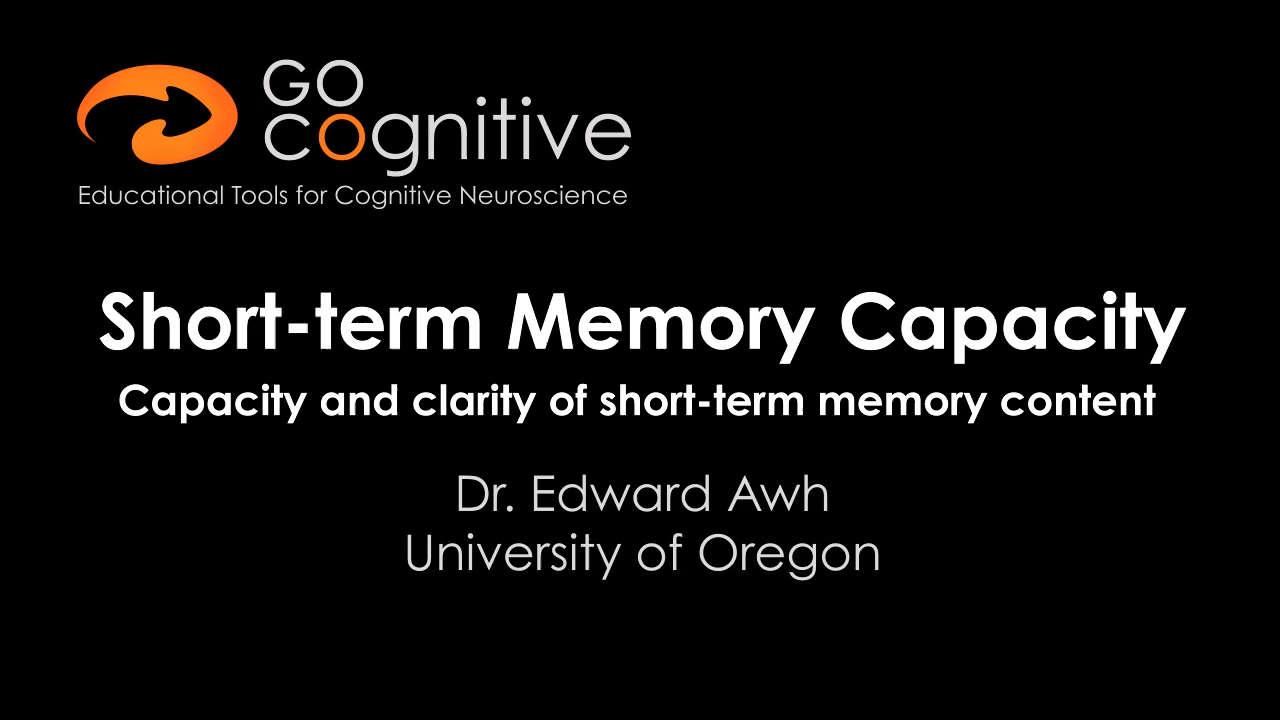 GO
cognitive
Educational Tools for Cognitive Neuroscience
Short-term Memory Capacity
Capacity and clarity of short-term memory content
Dr. Edward Awh
University of Oregon